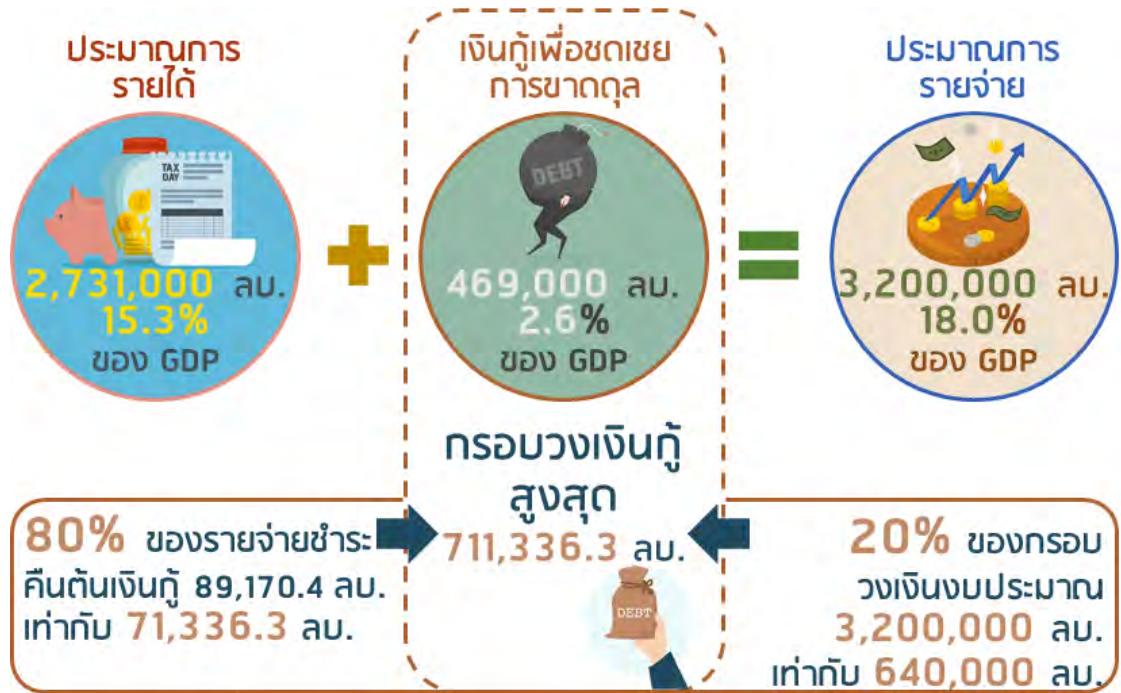 ประมาณการ
รายได้
TAX
DAY
2,731,000 ลบ.
15.3%
ของ GDP
เงินกู้เพื่อชดเชย
การขาดดุล
DEBT
469,000 ลบ.
2.6%
ของ GDP
ประมาณการ
รายจ่าย
3,200,000 ลบ.
18.0%
ของ GDP
กรอบวงเงินกู้
สูงสุด
711,336.3 ลบ.
DEBT
80% ของรายจ่ายชำระ
คืนต้นเงินกู้ 89,170.4 ลบ.
เท่ากับ 71,336.3 ลบ.
20% ของกรอบ
วงเงินงบประมาณ
3,200,000 ลบ.
เท่ากับ 640,000 ลบ.